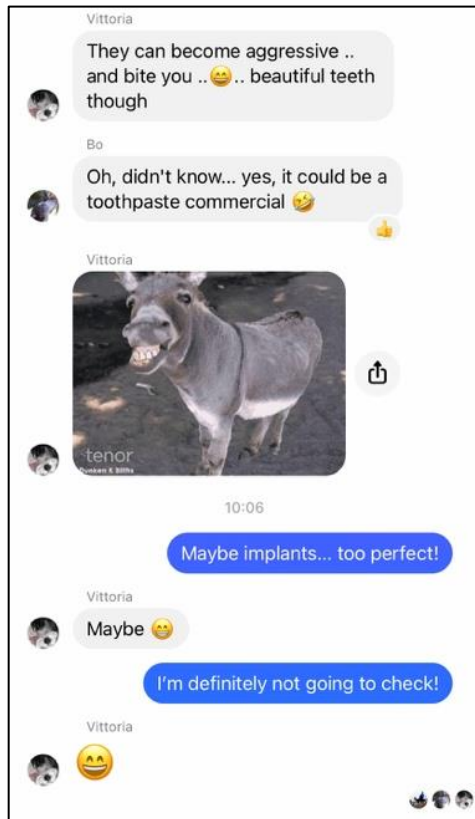 Vittoria
They can become aggressive ..
and bite you ..😄.. beautiful teeth
though
Bo
Oh, didn't know... yes, it could be a
toothpaste commercial 🤣
👍
Vittoria
tenor
10:06
Maybe implants... too perfect!
Vittoria
Maybe 😁
I'm definitely not going to check!
Vittoria
😄